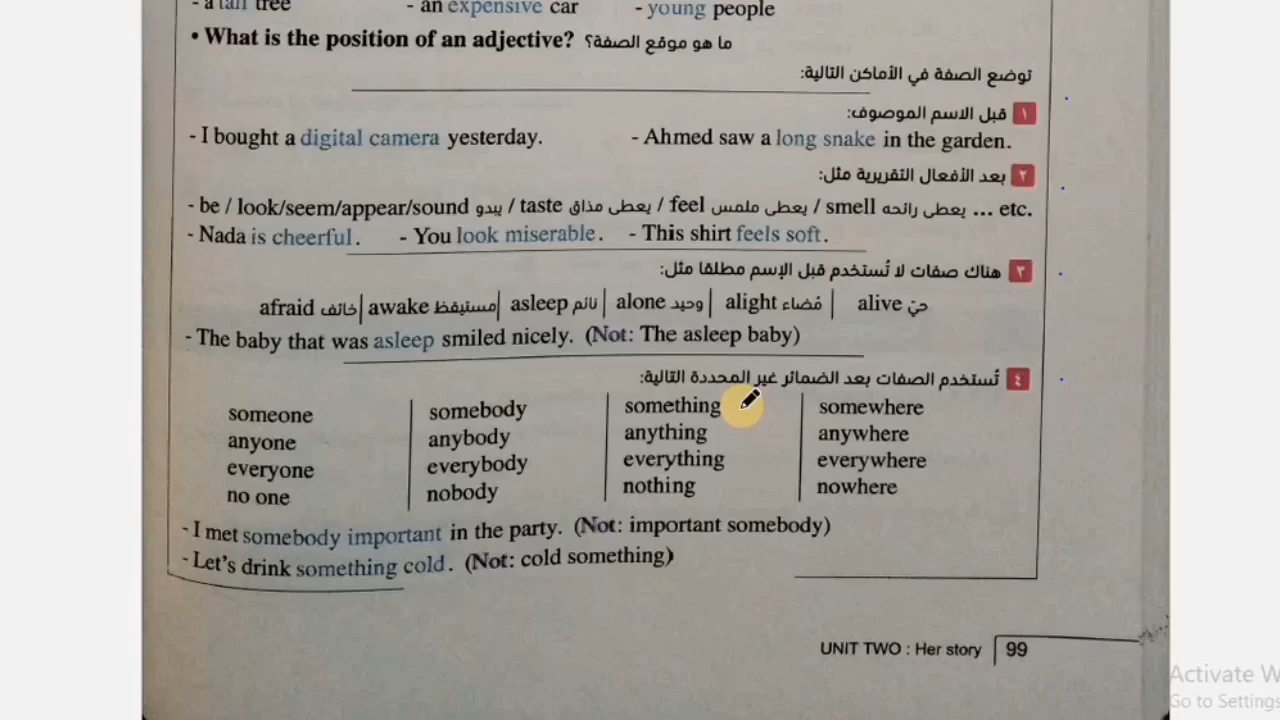 - a tall tree - an expensive car - young people
• What is the position of an adjective? ما هو موقع الصفة؟
توضع الصفة في الأماكن التالية:
١ قبل الاسم الموصوف:
- I bought a digital camera yesterday. - Ahmed saw a long snake in the garden.
٢ بعد الأفعال التقريرية مثل:
- be / look/seem/appear/sound يبدو / taste يعطى مذاق / feel يعطى ملمس / smell يعطى رائحه ... etc.
- Nada is cheerful. - You look miserable. - This shirt feels soft.
٣ هناك صفات لا تُستخدم قبل الإسم مطلقا مثل:
afraid خائف | awake مستيقظ | asleep نائم | alone وحيد | alight مُضاء | alive حيّ
- The baby that was asleep smiled nicely. (Not: The asleep baby)
٤ تُستخدم الصفات بعد الضمائر غير المحددة التالية:
someone somebody something somewhere
anyone anybody anything anywhere
everyone everybody everything everywhere
no one nobody nothing nowhere
- I met somebody important in the party. (Not: important somebody)
- Let's drink something cold. (Not: cold something)
UNIT TWO : Her story 99
Activate W
Go to Settings